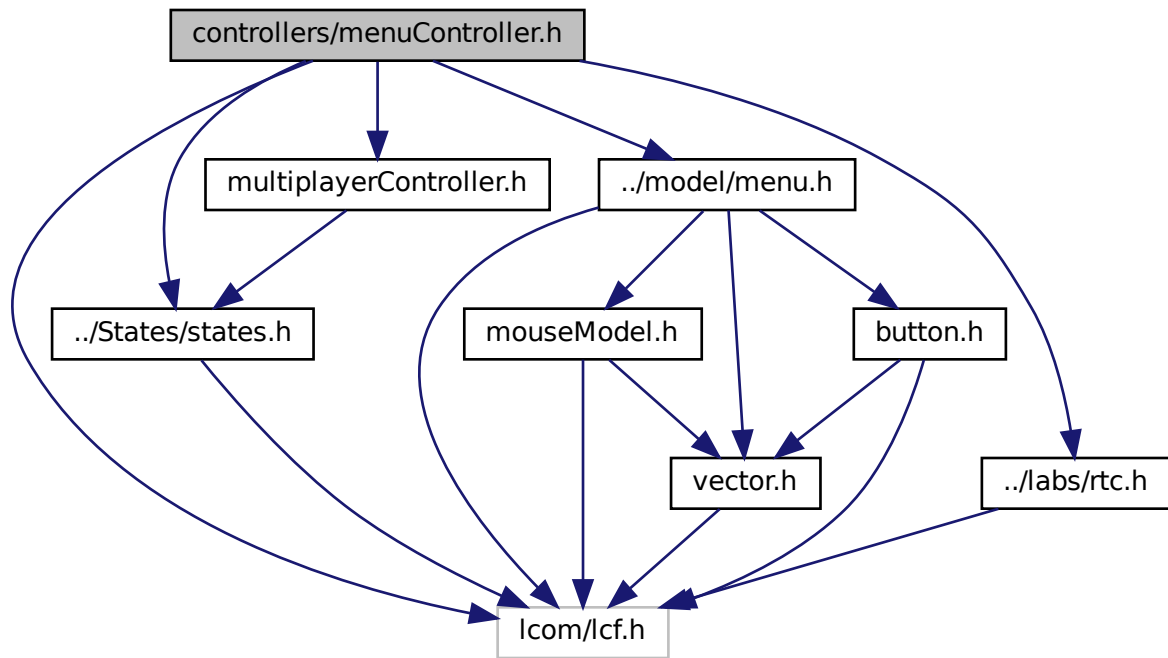 controllers/menuController.h
multiplayerController.h
../model/menu.h
../States/states.h
mouseModel.h
button.h
vector.h
../labs/rtc.h
lcom/lcf.h